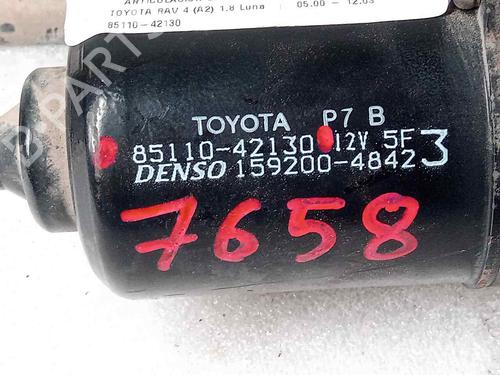 TOYOTA RAV 4 (A2) 1.8 Luna
05.00 - 12.03
85110-42130
TOYOTA P7 B
85110-42130 12V 5F
DENSO 159200-4842 3
7658